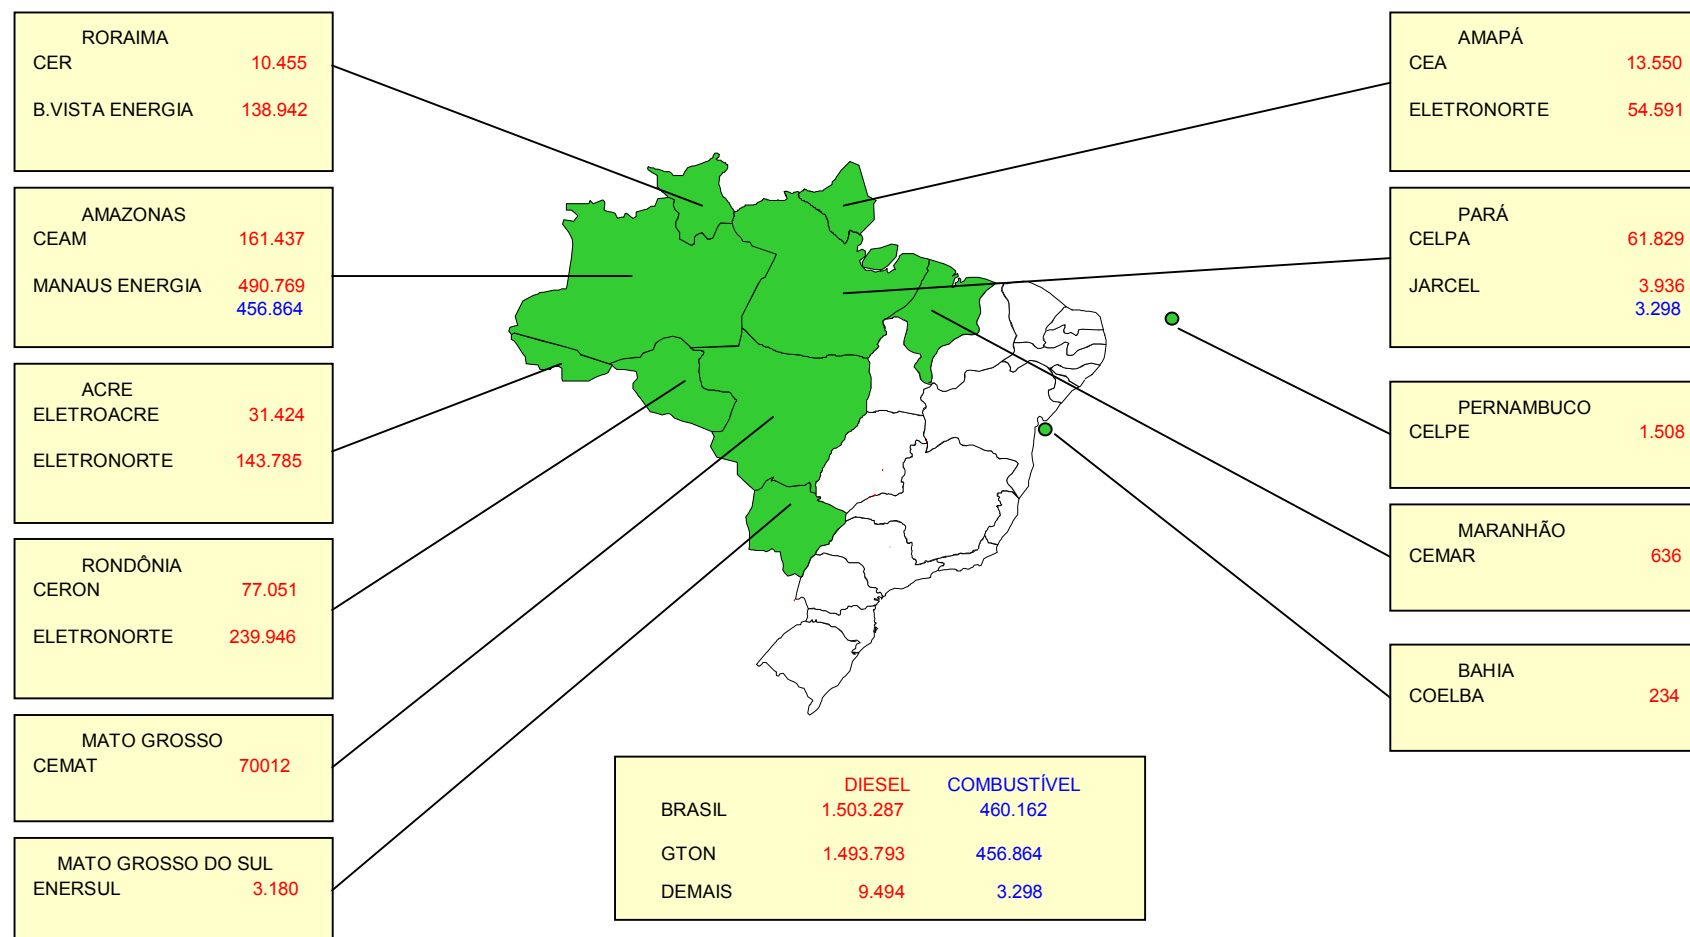 RORAIMA
CER 10.455
B.VISTA ENERGIA 138.942
AMAZONAS
CEAM 161.437
MANAUS ENERGIA 490.769
456.864
ACRE
ELETROACRE 31.424
ELETRONORTE 143.785
RONDÔNIA
CERON 77.051
ELETRONORTE 239.946
MATO GROSSO
CEMAT 70012
MATO GROSSO DO SUL
ENERSUL 3.180
AMAPÁ
CEA 13.550
ELETRONORTE 54.591
PARÁ
CELPA 61.829
JARCEL 3.936
3.298
PERNAMBUCO
CELPE 1.508
MARANHÃO
CEMAR 636
BAHIA
COELBA 234
DIESEL COMBUSTÍVEL
BRASIL 1.503.287 460.162
GTON 1.493.793 456.864
DEMAIS 9.494 3.298